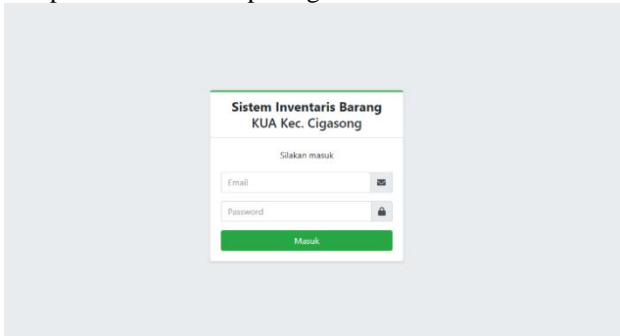 Sistem Inventaris Barang
KUA Kec. Cigasong
Silakan masuk
Email
Password
Masuk